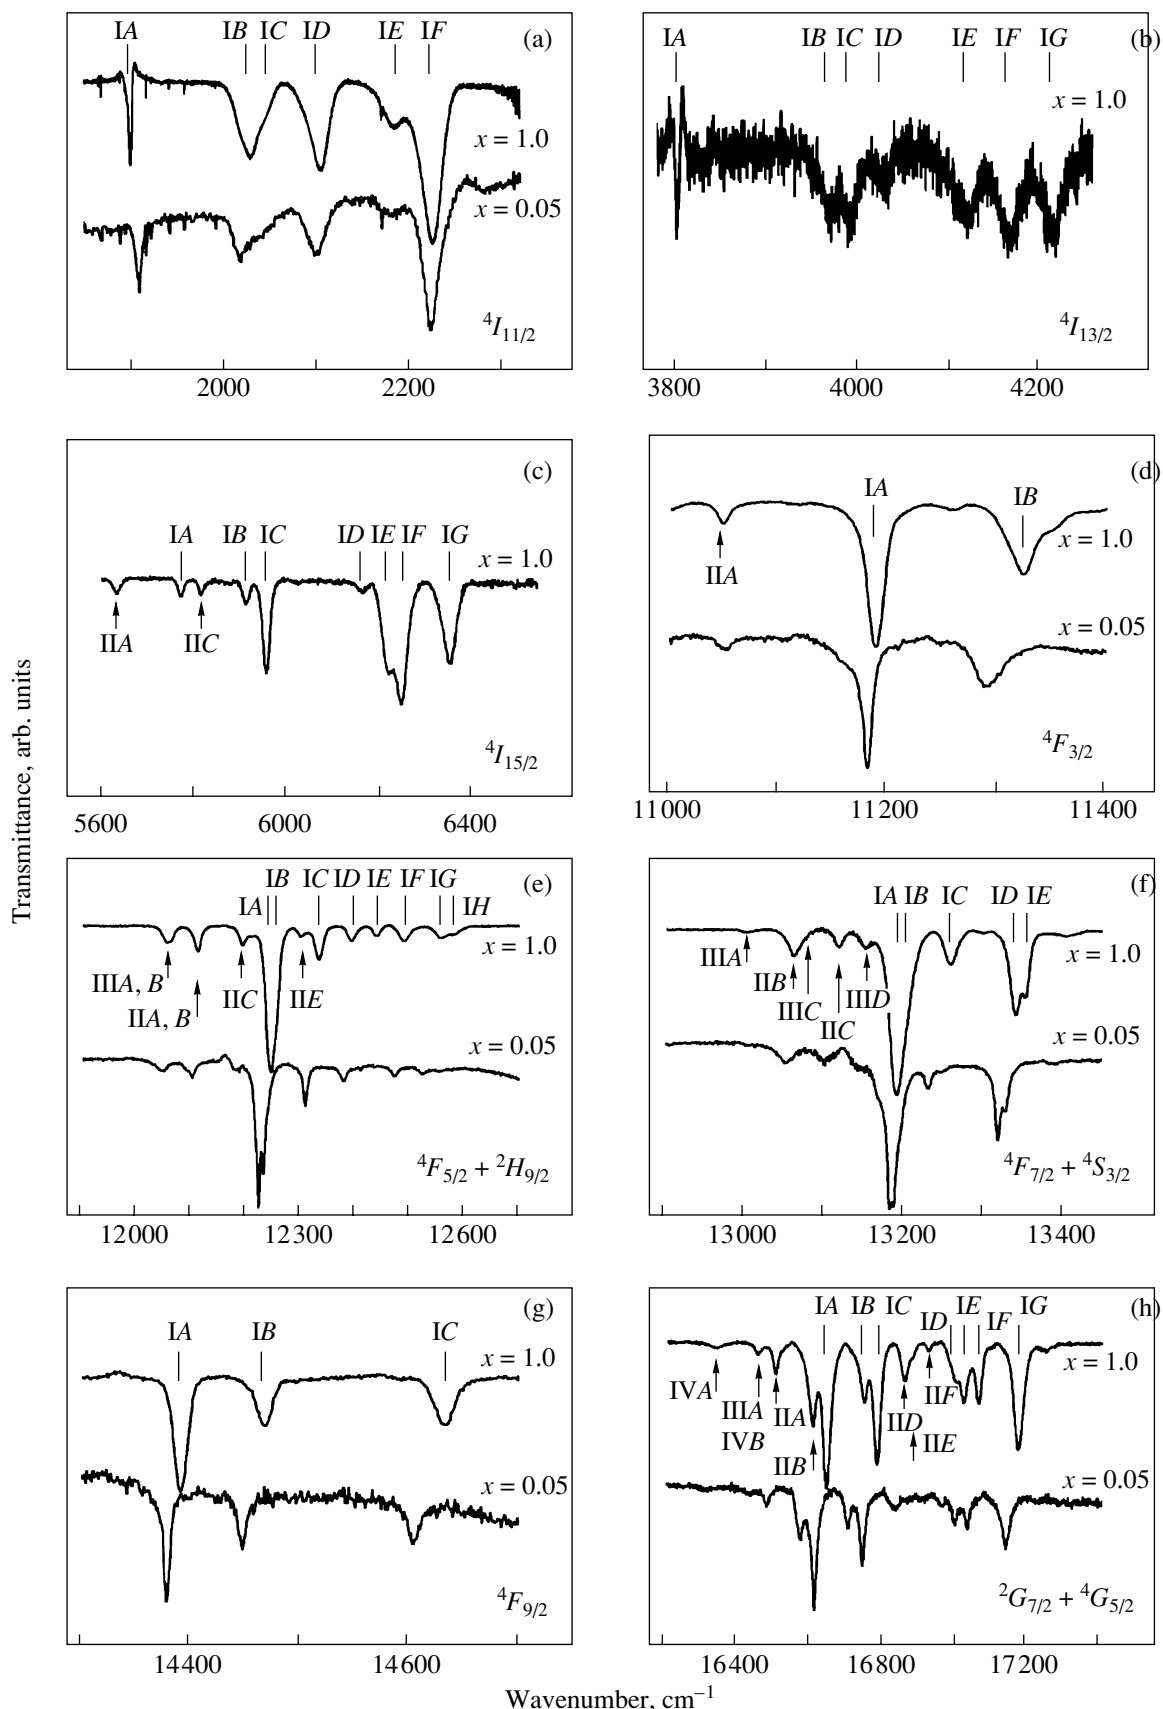 IA IB IC ID IE IF (a)
x = 1.0
x = 0.05
⁴I₁₁/₂
2000 2200
IA IB IC ID IE IF IG (b)
x = 1.0
⁴I₁₃/₂
3800 4000 4200
(c)
IA IB IC ID IE IF IG
x = 1.0
IIA IIC
⁴I₁₅/₂
5600 6000 6400
(d)
IA IB
x = 1.0
IIA
x = 0.05
⁴F₃/₂
11000 11200 11400
Transmittance, arb. units
IB IC ID IE IF IG (e)
IA IH
x = 1.0
IIIA, B IIC IIE
IIA, B
x = 0.05
⁴F₅/₂ + ²H₉/₂
12000 12300 12600
(f)
IA IB IC ID IE
x = 1.0
IIIA IIB IIIC IIC IIID
x = 0.05
⁴F₇/₂ + ⁴S₃/₂
13000 13200 13400
(g)
IA IB IC
x = 1.0
x = 0.05
⁴F₉/₂
14400 14600
IA IB IC ID IE IF IG (h)
x = 1.0
IVA IIIA IIA IID IIF
IVB IIB IIE
x = 0.05
²G₇/₂ + ⁴G₅/₂
16400 16800 17200
Wavenumber, cm⁻¹